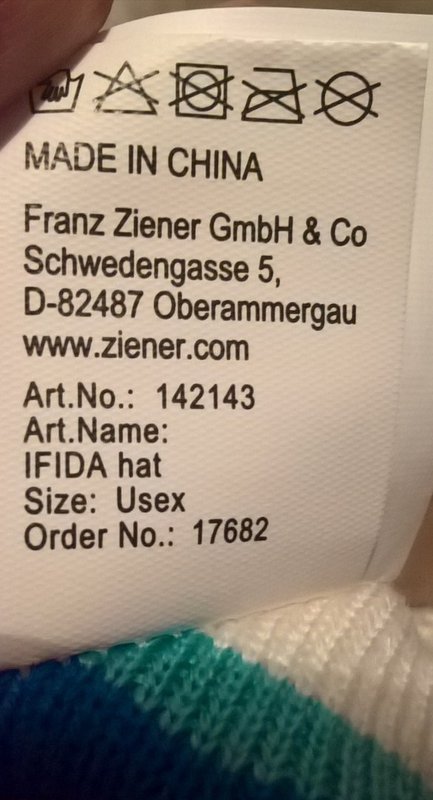 MADE IN CHINA
Franz Ziener GmbH & Co
Schwedengasse 5,
D-82487 Oberammergau
www.ziener.com
Art.No.: 142143
Art.Name:
IFIDA hat
Size: Usex
Order No.: 17682